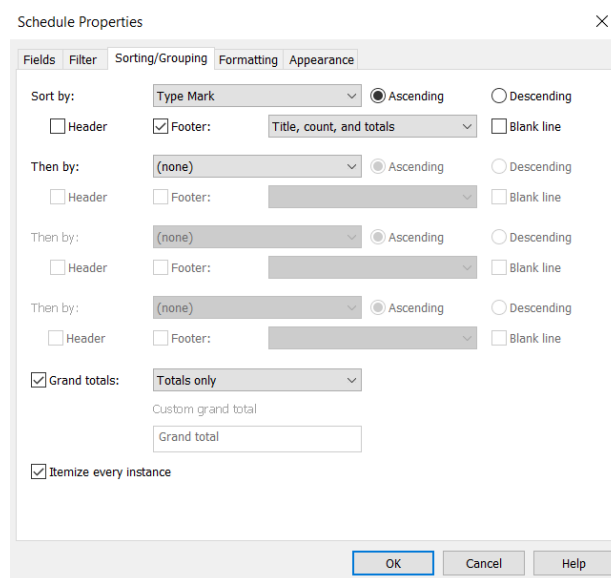 Schedule Properties
Fields Filter Sorting/Grouping Formatting Appearance
Sort by: Type Mark Ascending Descending
Header Footer: Title, count, and totals Blank line
Then by: (none) Ascending Descending
Header Footer: Blank line
Then by: (none) Ascending Descending
Header Footer: Blank line
Then by: (none) Ascending Descending
Header Footer: Blank line
Grand totals: Totals only
Custom grand total
Grand total
Itemize every instance
OK Cancel Help